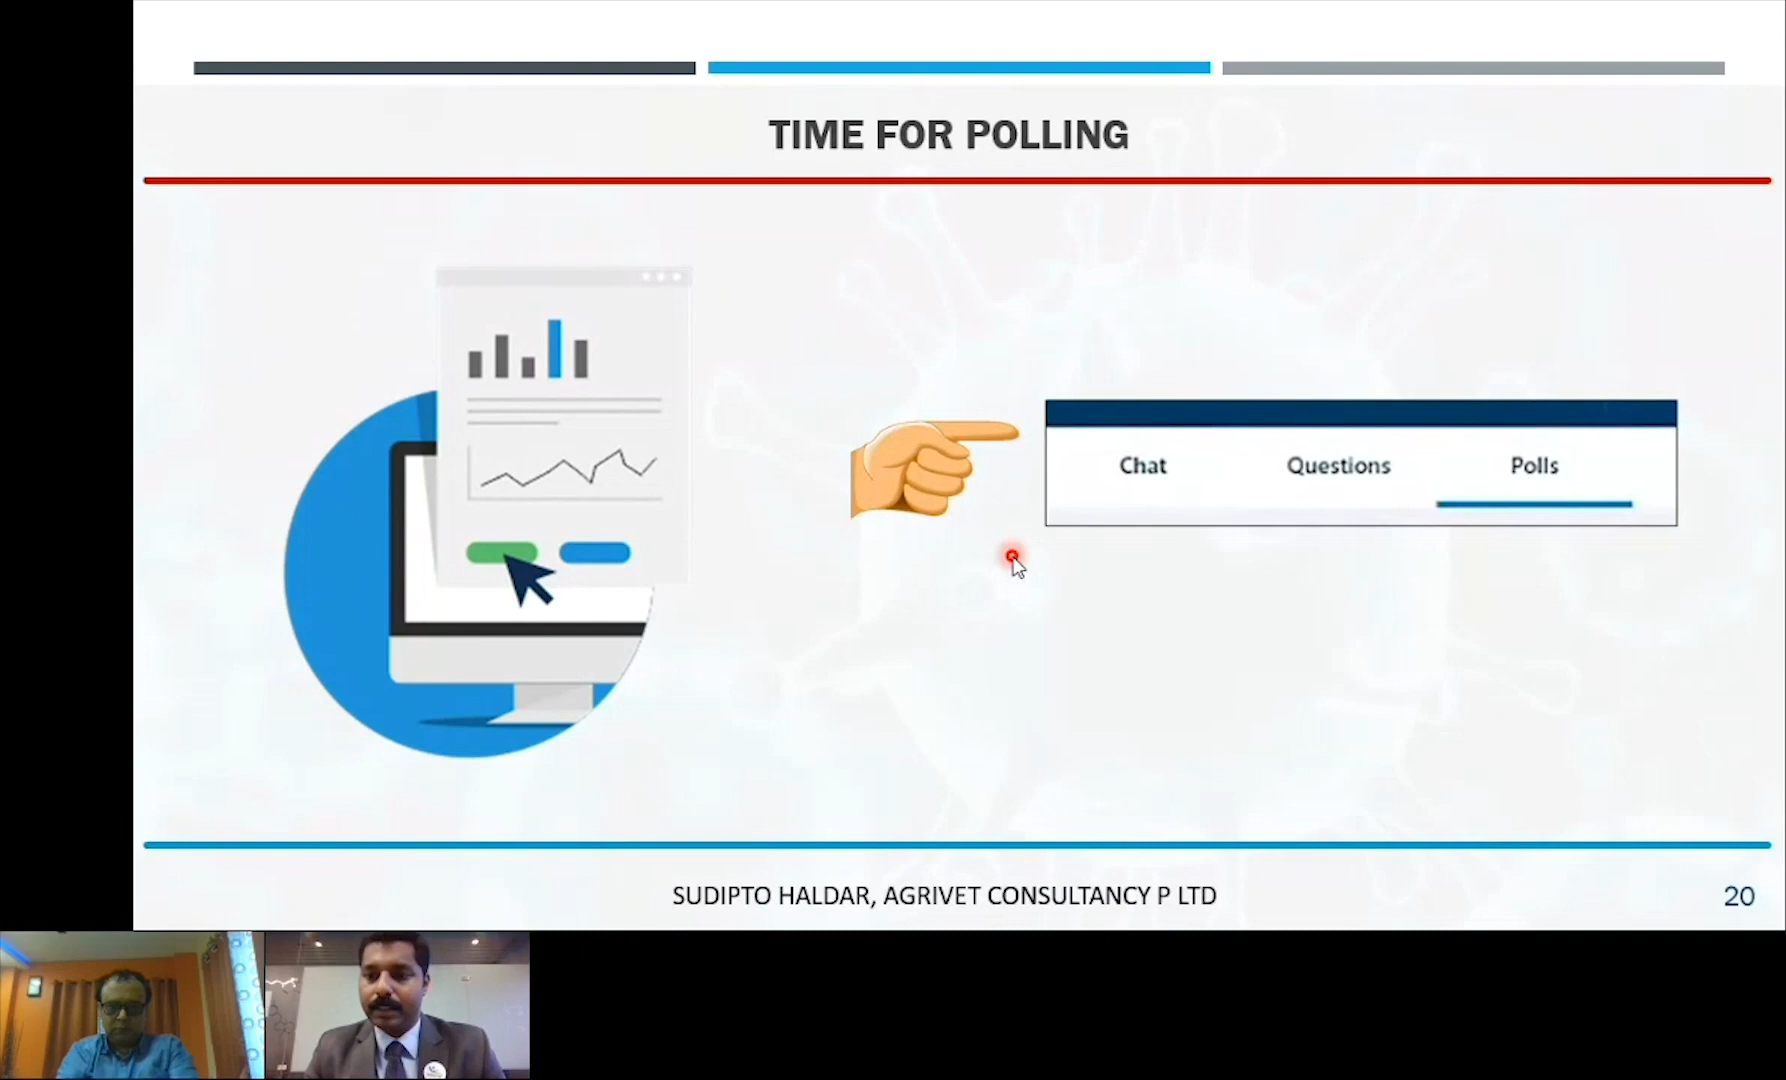 TIME FOR POLLING
Chat Questions Polls
SUDIPTO HALDAR, AGRIVET CONSULTANCY P LTD
20